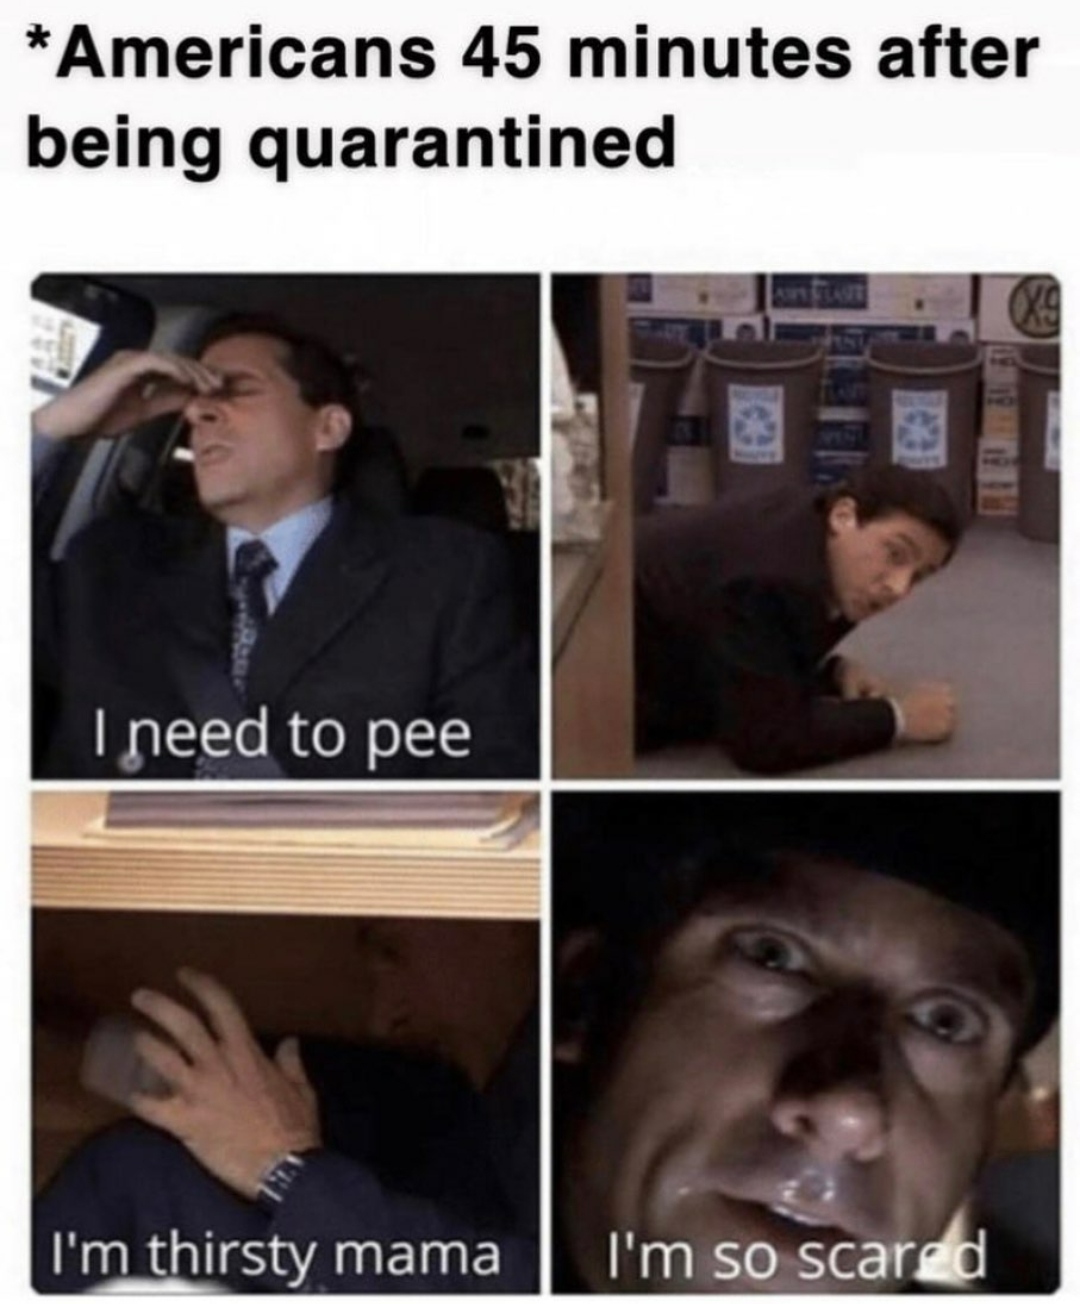 *Americans 45 minutes after
being quarantined
I need to pee
I'm thirsty mama
I'm so scared